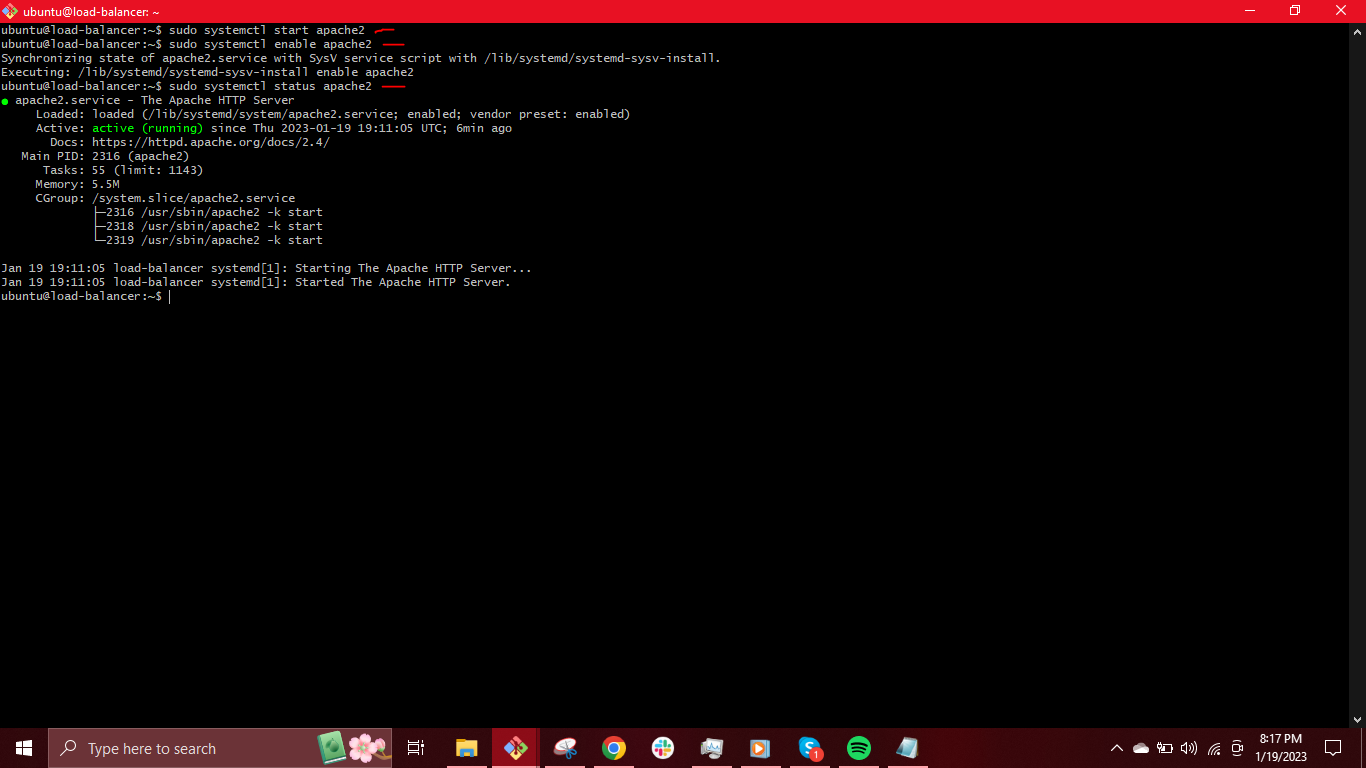 ubuntu@load-balancer: ~
ubuntu@load-balancer:~$ sudo systemctl start apache2
ubuntu@load-balancer:~$ sudo systemctl enable apache2
Synchronizing state of apache2.service with SysV service script with /lib/systemd/systemd-sysv-install.
Executing: /lib/systemd/systemd-sysv-install enable apache2
ubuntu@load-balancer:~$ sudo systemctl status apache2
● apache2.service - The Apache HTTP Server
Loaded: loaded (/lib/systemd/system/apache2.service; enabled; vendor preset: enabled)
Active: active (running) since Thu 2023-01-19 19:11:05 UTC; 6min ago
Docs: https://httpd.apache.org/docs/2.4/
Main PID: 2316 (apache2)
Tasks: 55 (limit: 1143)
Memory: 5.5M
CGroup: /system.slice/apache2.service
├─2316 /usr/sbin/apache2 -k start
├─2318 /usr/sbin/apache2 -k start
└─2319 /usr/sbin/apache2 -k start
Jan 19 19:11:05 load-balancer systemd[1]: Starting The Apache HTTP Server...
Jan 19 19:11:05 load-balancer systemd[1]: Started The Apache HTTP Server.
ubuntu@load-balancer:~$
Type here to search
1
8:17 PM
1/19/2023